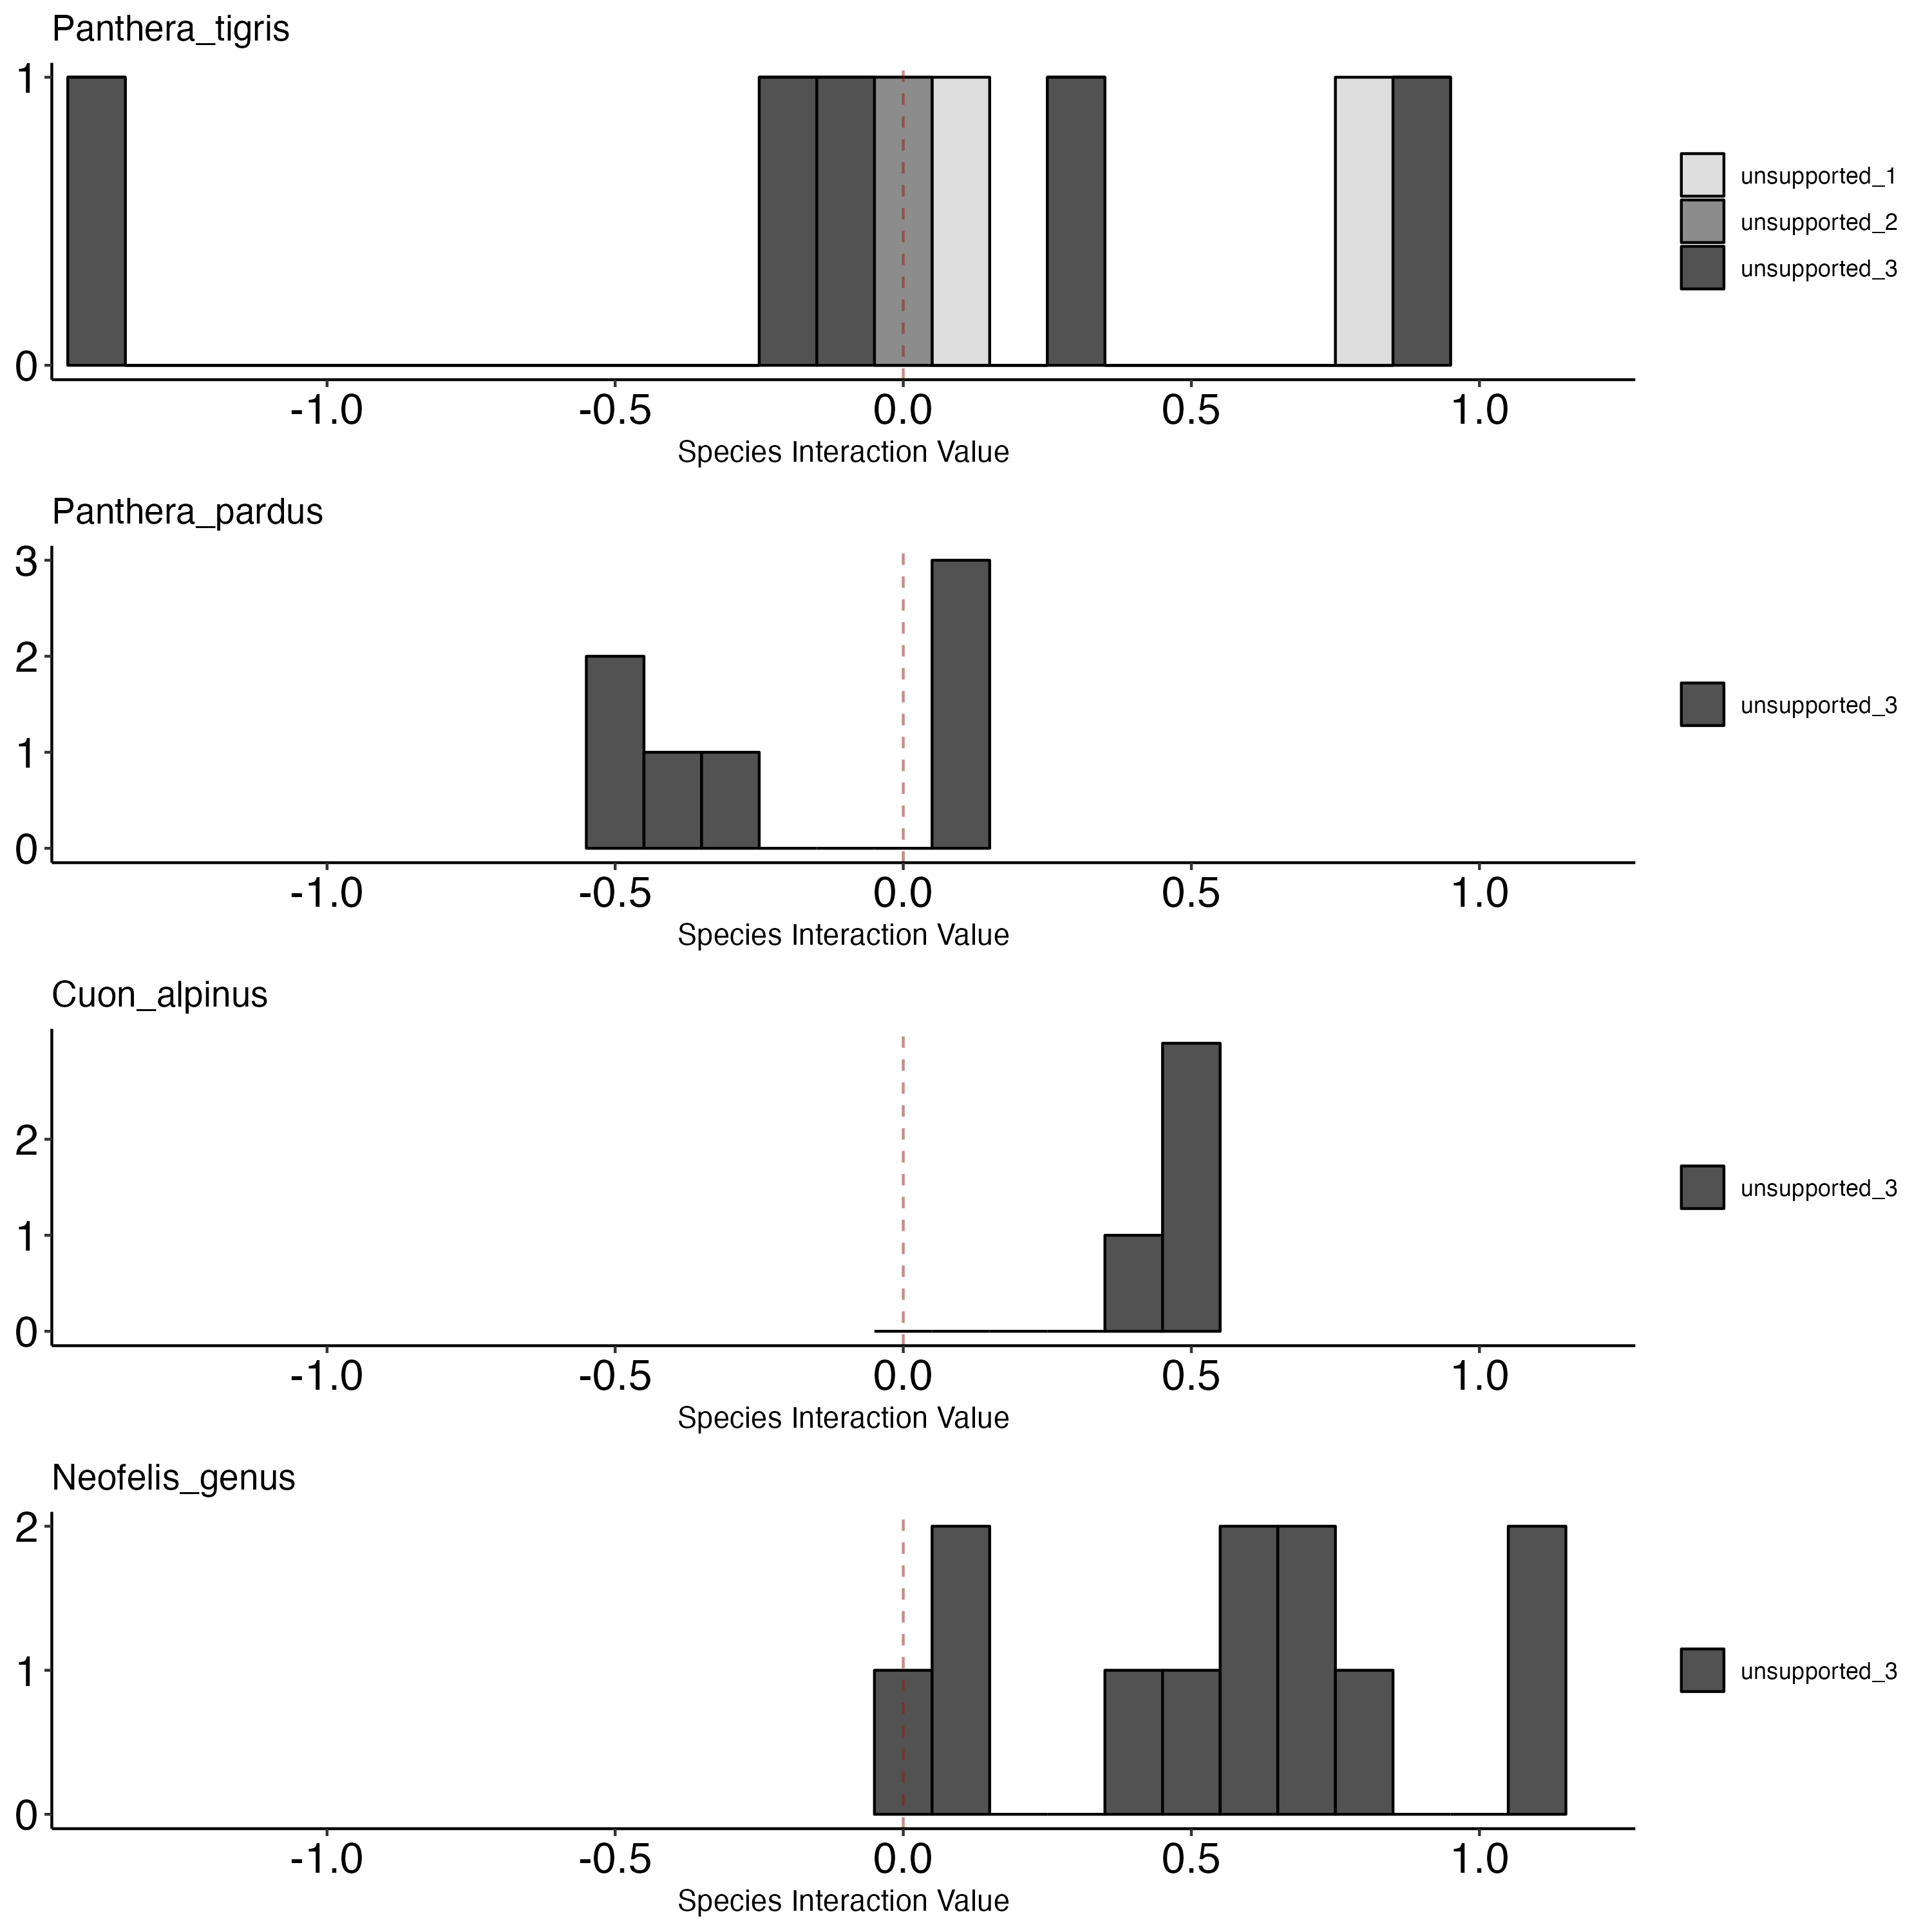 Panthera_tigris
1
0
-1.0 -0.5 0.0 0.5 1.0
Species Interaction Value
unsupported_1
unsupported_2
unsupported_3
Panthera_pardus
3
2
1
0
-1.0 -0.5 0.0 0.5 1.0
Species Interaction Value
unsupported_3
Cuon_alpinus
2
1
0
-1.0 -0.5 0.0 0.5 1.0
Species Interaction Value
unsupported_3
Neofelis_genus
2
1
0
-1.0 -0.5 0.0 0.5 1.0
Species Interaction Value
unsupported_3